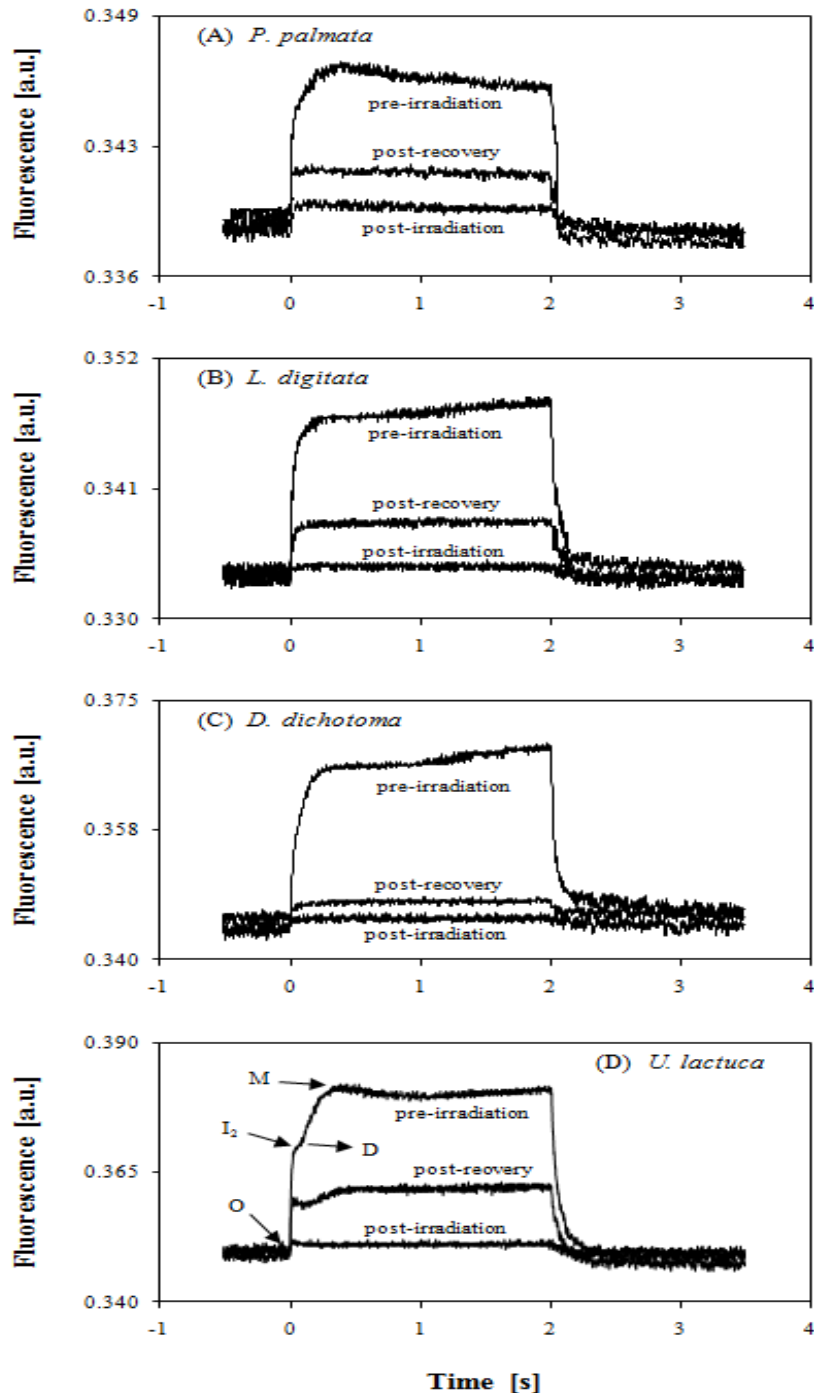 0.349
(A) P. palmata
pre-irradiation
0.343
post-recovery
post-irradiation
0.336
-1 0 1 2 3 4
Fluorescence [a.u.]
0.352
(B) L. digitata
pre-irradiation
0.341
post-recovery
post-irradiation
0.330
-1 0 1 2 3 4
Fluorescence [a.u.]
0.375
(C) D. dichotoma
pre-irradiation
0.358
post-recovery
post-irradiation
0.340
-1 0 1 2 3 4
Fluorescence [a.u.]
0.390
(D) U. lactuca
M
pre-irradiation
I₂
D
0.365
post-reovery
O
post-irradiation
0.340
-1 0 1 2 3 4
Fluorescence [a.u.]
Time [s]